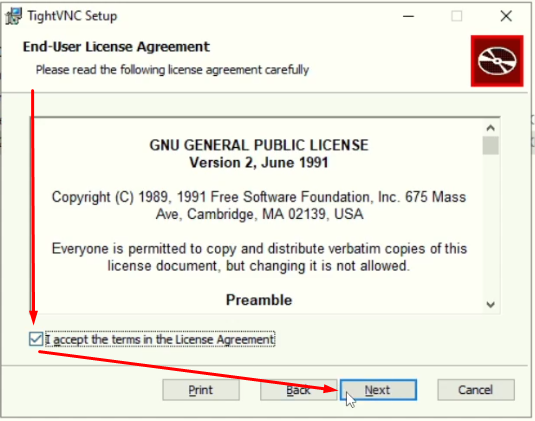 TightVNC Setup
End-User License Agreement
Please read the following license agreement carefully
GNU GENERAL PUBLIC LICENSE
Version 2, June 1991
Copyright (C) 1989, 1991 Free Software Foundation, Inc. 675 Mass
Ave, Cambridge, MA 02139, USA
Everyone is permitted to copy and distribute verbatim copies of this
license document, but changing it is not allowed.
Preamble
I accept the terms in the License Agreement
Print Back Next Cancel